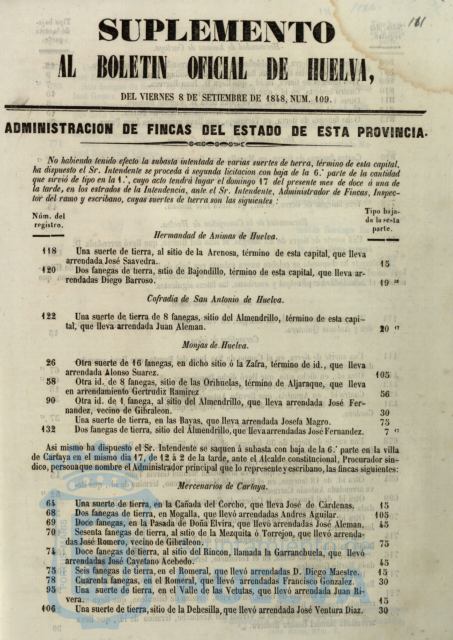 181
SUPLEMENTO
AL BOLETIN OFICIAL DE HUELVA,
DEL VIERNES 8 DE SETIEMBRE DE 1848, NUM. 109.
ADMINISTRACION DE FINCAS DEL ESTADO DE ESTA PROVINCIA.
No habiendo tenido efecto la subasta intentada de varias suertes de tierra, término de esta capital,
ha dispuesto el Sr. Intendente se proceda á segunda licitacion con baja de la 6.ª parte de la cantidad
que sirvió de tipo en la 1.ª, cuyo acto tendrá lugar el domingo 17 del presente mes de doce á una de
la tarde, en los estrados de la Intendencia, ante el Sr. Intendente, Administrador de Fincas, Inspec-
tor del ramo y escribano, cuyas suertes de tierra son las siguientes:
Núm. del
registro.
Tipo baja-
da la sesta
parte.
Hermandad de Animas de Huelva.
118 Una suerte de tierra, al sitio de la Arenosa, término de esta capital, que lleva
arrendada José Saavedra. 15
120 Dos fanegas de tierra, sitio de Bajondillo, término de esta capital, que lleva ar-
rendadas Diego Barroso. 19
Cofradia de San Antonio de Huelva.
122 Una suerte de tierra de 8 fanegas, sitio del Almendrillo, término de esta capi-
tal, que lleva arrendada Juan Aleman. 20 17
Monjas de Huelva.
26 Otra suerte de 16 fanegas, en dicho sitio ó la Zafra, término de id., que lleva
arrendada Alonso Suarez. 105
58 Otra id. de 8 fanegas, sitio de las Orihuelas, término de Aljaraque, que lleva
en arrendamiento Gertrudiz Ramirez 56
90 Otra id. de 1 fanega, al sitio del Almendrillo, que lleva arrendada José Fer-
nandez, vecino de Gibraleon. 30
Una suerte de tierra, en las Bayas, que lleva arrendada Josefa Magro. 75
132 Dos fanegas de tierra, sitio del Almendrillo, que lleva arrendadas José Fernandez. 7 17
Asi mismo ha dispuesto el Sr. Intendente se saquen á subasta con baja de la 6.ª parte en la villa
de Cartaya en el mismo dia 17, de 12 á 2 de la tarde, ante el Alcalde constitucional, Procurador sín-
dico, persona que nombre el Administrador principal que lo represente y escribano, las fincas siguientes:
Mercenarios de Cartaya.
64 Una suerte de tierra, en la Cañada del Corcho, que lleva José de Cárdenas. 15
68 Dos fanegas de tierra, en Mogalla, que llevó arrendadas Andres Aguilar. 105
69 Doce fanegas, en la Pasada de Doña Elvira, que llevó arrendadas José Aleman. 45
70 Sesenta fanegas de tierra, al sitio de la Mezquita ó Torrejon, que llevó arrenda-
das José Romero, vecino de Gibraleon. 75
74 Doce fanegas de tierra, al sitio del Rincon, llamado la Garranchuela, que llevó
arrendadas José Cayetano Acebedo. 45
75 Seis fanegas de tierra, en el Romeral, que llevó arrendadas D. Diego Maestre. 15
78 Cuarenta fanegas, en el Romeral, que llevó arrendadas Francisco Gonzalez. 30
95 Una suerte de tierra, en el Valle de las Vetutas, que llevó arrendada Juan Ri-
vera. 15
106 Una suerte de tierra, sitio de la Dehesilla, que llevó arrendada José Ventura Diaz. 30